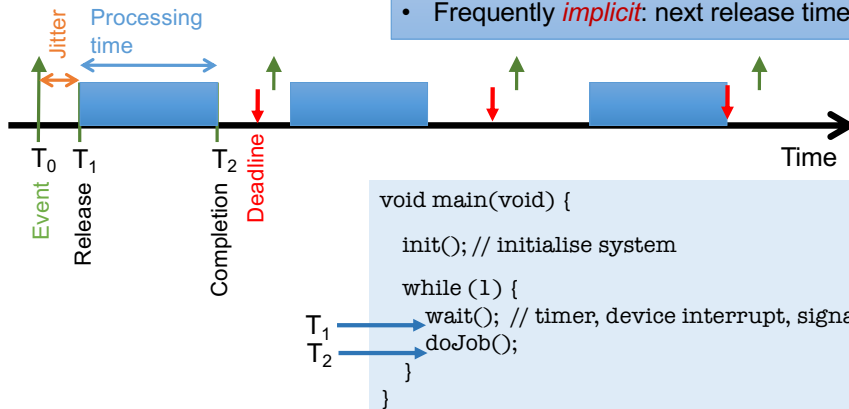 • Frequently implicit: next release time
Jitter
Processing
time
T0 T1 T2 Time
Event
Release
Completion
Deadline
void main(void) {
init(); // initialise system
while (1) {
T1 wait(); // timer, device interrupt, signa
T2 doJob();
}
}